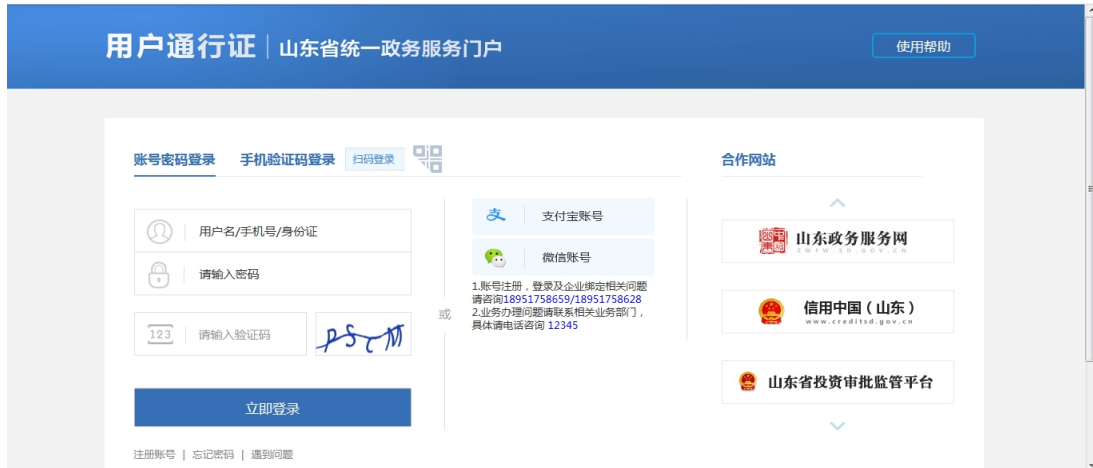 用户通行证 | 山东省统一政务服务门户
使用帮助
账号密码登录
手机验证码登录
扫码登录
用户名/手机号/身份证
请输入密码
123
请输入验证码
立即登录
注册账号 | 忘记密码 | 遇到问题
或
支付宝账号
微信账号
1.账号注册，登录及企业绑定相关问题
请咨询18951758659/18951758628
2.业务办理问题请联系相关业务部门，
具体请电话咨询 12345
合作网站
山东政务服务网
ZWFW.SD.GOV.CN
信用中国（山东）
www.creditsd.gov.cn
山东省投资审批监管平台